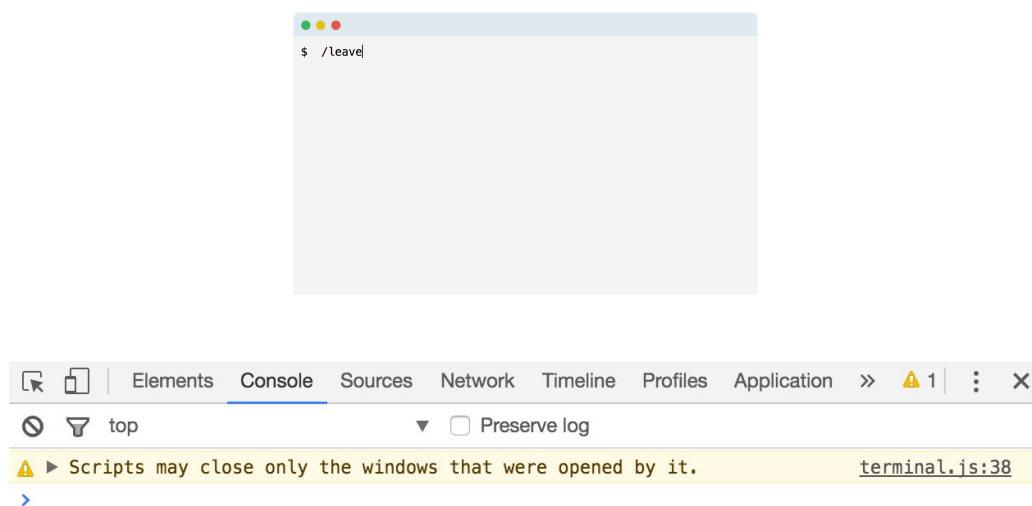 $ /leave
Elements Console Sources Network Timeline Profiles Application » 1
top Preserve log
Scripts may close only the windows that were opened by it. terminal.js:38